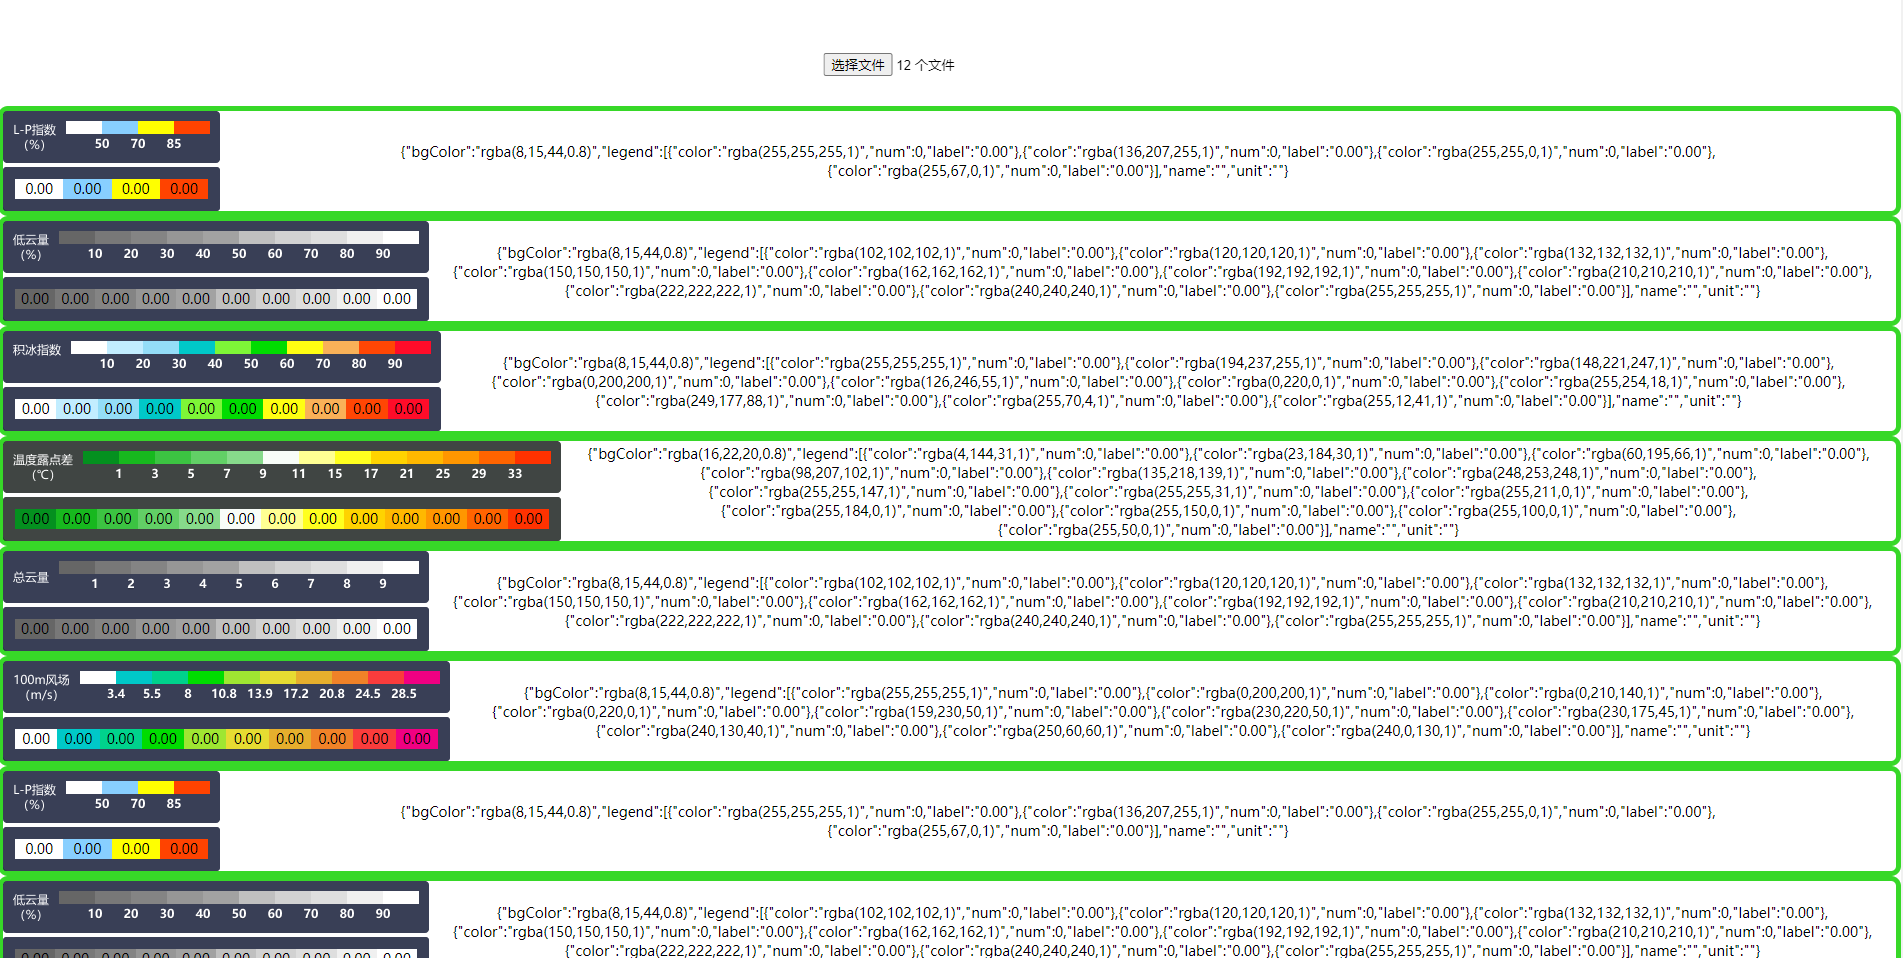 选择文件 12 个文件
L-P指数
(%)
50 70 85
0.00 0.00 0.00 0.00
{"bgColor":"rgba(8,15,44,0.8)","legend":[{"color":"rgba(255,255,255,1)","num":0,"label":"0.00"},{"color":"rgba(136,207,255,1)","num":0,"label":"0.00"},{"color":"rgba(255,255,0,1)","num":0,"label":"0.00"},
{"color":"rgba(255,67,0,1)","num":0,"label":"0.00"}],"name":"","unit":""}
低云量
(%)
10 20 30 40 50 60 70 80 90
0.00 0.00 0.00 0.00 0.00 0.00 0.00 0.00 0.00 0.00
{"bgColor":"rgba(8,15,44,0.8)","legend":[{"color":"rgba(102,102,102,1)","num":0,"label":"0.00"},{"color":"rgba(120,120,120,1)","num":0,"label":"0.00"},{"color":"rgba(132,132,132,1)","num":0,"label":"0.00"},
{"color":"rgba(150,150,150,1)","num":0,"label":"0.00"},{"color":"rgba(162,162,162,1)","num":0,"label":"0.00"},{"color":"rgba(192,192,192,1)","num":0,"label":"0.00"},{"color":"rgba(210,210,210,1)","num":0,"label":"0.00"},
{"color":"rgba(222,222,222,1)","num":0,"label":"0.00"},{"color":"rgba(240,240,240,1)","num":0,"label":"0.00"},{"color":"rgba(255,255,255,1)","num":0,"label":"0.00"}],"name":"","unit":""}
积冰指数
10 20 30 40 50 60 70 80 90
0.00 0.00 0.00 0.00 0.00 0.00 0.00 0.00 0.00 0.00
{"bgColor":"rgba(8,15,44,0.8)","legend":[{"color":"rgba(255,255,255,1)","num":0,"label":"0.00"},{"color":"rgba(194,237,255,1)","num":0,"label":"0.00"},{"color":"rgba(148,221,247,1)","num":0,"label":"0.00"},
{"color":"rgba(0,200,200,1)","num":0,"label":"0.00"},{"color":"rgba(126,246,55,1)","num":0,"label":"0.00"},{"color":"rgba(0,220,0,1)","num":0,"label":"0.00"},{"color":"rgba(255,254,18,1)","num":0,"label":"0.00"},
{"color":"rgba(249,177,88,1)","num":0,"label":"0.00"},{"color":"rgba(255,70,4,1)","num":0,"label":"0.00"},{"color":"rgba(255,12,41,1)","num":0,"label":"0.00"}],"name":"","unit":""}
温度露点差
(℃)
1 3 5 7 9 11 15 17 21 25 29 33
0.00 0.00 0.00 0.00 0.00 0.00 0.00 0.00 0.00 0.00 0.00 0.00 0.00
{"bgColor":"rgba(16,22,20,0.8)","legend":[{"color":"rgba(4,144,31,1)","num":0,"label":"0.00"},{"color":"rgba(23,184,30,1)","num":0,"label":"0.00"},{"color":"rgba(60,195,66,1)","num":0,"label":"0.00"},
{"color":"rgba(98,207,102,1)","num":0,"label":"0.00"},{"color":"rgba(135,218,139,1)","num":0,"label":"0.00"},{"color":"rgba(248,253,248,1)","num":0,"label":"0.00"},
{"color":"rgba(255,255,147,1)","num":0,"label":"0.00"},{"color":"rgba(255,255,31,1)","num":0,"label":"0.00"},{"color":"rgba(255,211,0,1)","num":0,"label":"0.00"},
{"color":"rgba(255,184,0,1)","num":0,"label":"0.00"},{"color":"rgba(255,150,0,1)","num":0,"label":"0.00"},{"color":"rgba(255,100,0,1)","num":0,"label":"0.00"},
{"color":"rgba(255,50,0,1)","num":0,"label":"0.00"}],"name":"","unit":""}
总云量
1 2 3 4 5 6 7 8 9
0.00 0.00 0.00 0.00 0.00 0.00 0.00 0.00 0.00 0.00
{"bgColor":"rgba(8,15,44,0.8)","legend":[{"color":"rgba(102,102,102,1)","num":0,"label":"0.00"},{"color":"rgba(120,120,120,1)","num":0,"label":"0.00"},{"color":"rgba(132,132,132,1)","num":0,"label":"0.00"},
{"color":"rgba(150,150,150,1)","num":0,"label":"0.00"},{"color":"rgba(162,162,162,1)","num":0,"label":"0.00"},{"color":"rgba(192,192,192,1)","num":0,"label":"0.00"},{"color":"rgba(210,210,210,1)","num":0,"label":"0.00"},
{"color":"rgba(222,222,222,1)","num":0,"label":"0.00"},{"color":"rgba(240,240,240,1)","num":0,"label":"0.00"},{"color":"rgba(255,255,255,1)","num":0,"label":"0.00"}],"name":"","unit":""}
100m风场
(m/s)
3.4 5.5 8 10.8 13.9 17.2 20.8 24.5 28.5
0.00 0.00 0.00 0.00 0.00 0.00 0.00 0.00 0.00 0.00
{"bgColor":"rgba(8,15,44,0.8)","legend":[{"color":"rgba(255,255,255,1)","num":0,"label":"0.00"},{"color":"rgba(0,200,200,1)","num":0,"label":"0.00"},{"color":"rgba(0,210,140,1)","num":0,"label":"0.00"},
{"color":"rgba(0,220,0,1)","num":0,"label":"0.00"},{"color":"rgba(159,230,50,1)","num":0,"label":"0.00"},{"color":"rgba(230,220,50,1)","num":0,"label":"0.00"},{"color":"rgba(230,175,45,1)","num":0,"label":"0.00"},
{"color":"rgba(240,130,40,1)","num":0,"label":"0.00"},{"color":"rgba(250,60,60,1)","num":0,"label":"0.00"},{"color":"rgba(240,0,130,1)","num":0,"label":"0.00"}],"name":"","unit":""}
L-P指数
(%)
50 70 85
0.00 0.00 0.00 0.00
{"bgColor":"rgba(8,15,44,0.8)","legend":[{"color":"rgba(255,255,255,1)","num":0,"label":"0.00"},{"color":"rgba(136,207,255,1)","num":0,"label":"0.00"},{"color":"rgba(255,255,0,1)","num":0,"label":"0.00"},
{"color":"rgba(255,67,0,1)","num":0,"label":"0.00"}],"name":"","unit":""}
低云量
(%)
10 20 30 40 50 60 70 80 90
0.00 0.00 0.00 0.00 0.00 0.00 0.00 0.00 0.00 0.00
{"bgColor":"rgba(8,15,44,0.8)","legend":[{"color":"rgba(102,102,102,1)","num":0,"label":"0.00"},{"color":"rgba(120,120,120,1)","num":0,"label":"0.00"},{"color":"rgba(132,132,132,1)","num":0,"label":"0.00"},
{"color":"rgba(150,150,150,1)","num":0,"label":"0.00"},{"color":"rgba(162,162,162,1)","num":0,"label":"0.00"},{"color":"rgba(192,192,192,1)","num":0,"label":"0.00"},{"color":"rgba(210,210,210,1)","num":0,"label":"0.00"},
{"color":"rgba(222,222,222,1)","num":0,"label":"0.00"},{"color":"rgba(240,240,240,1)","num":0,"label":"0.00"},{"color":"rgba(255,255,255,1)","num":0,"label":"0.00"}],"name":"","unit":""}